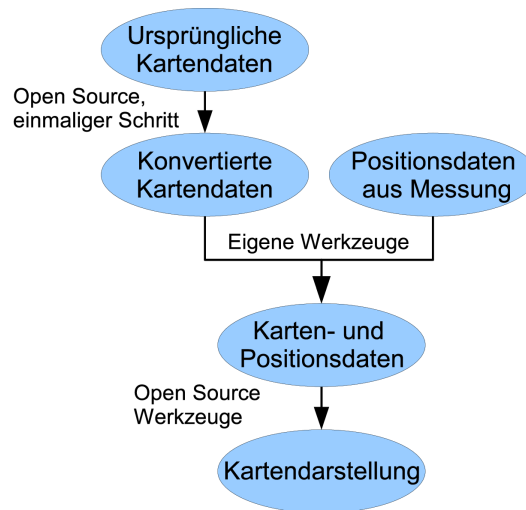 Ursprüngliche
Kartendaten
Open Source,
einmaliger Schritt
Konvertierte
Kartendaten
Positionsdaten
aus Messung
Eigene Werkzeuge
Karten- und
Positionsdaten
Open Source
Werkzeuge
Kartendarstellung